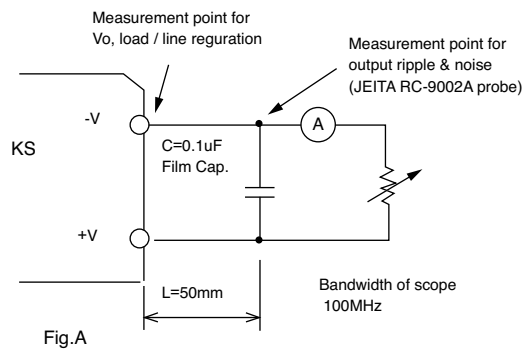 Measurement point for
Vo, load / line reguration
Measurement point for
output ripple & noise
(JEITA RC-9002A probe)
-V
A
KS
C=0.1uF
Film Cap.
+V
L=50mm
Bandwidth of scope
100MHz
Fig.A